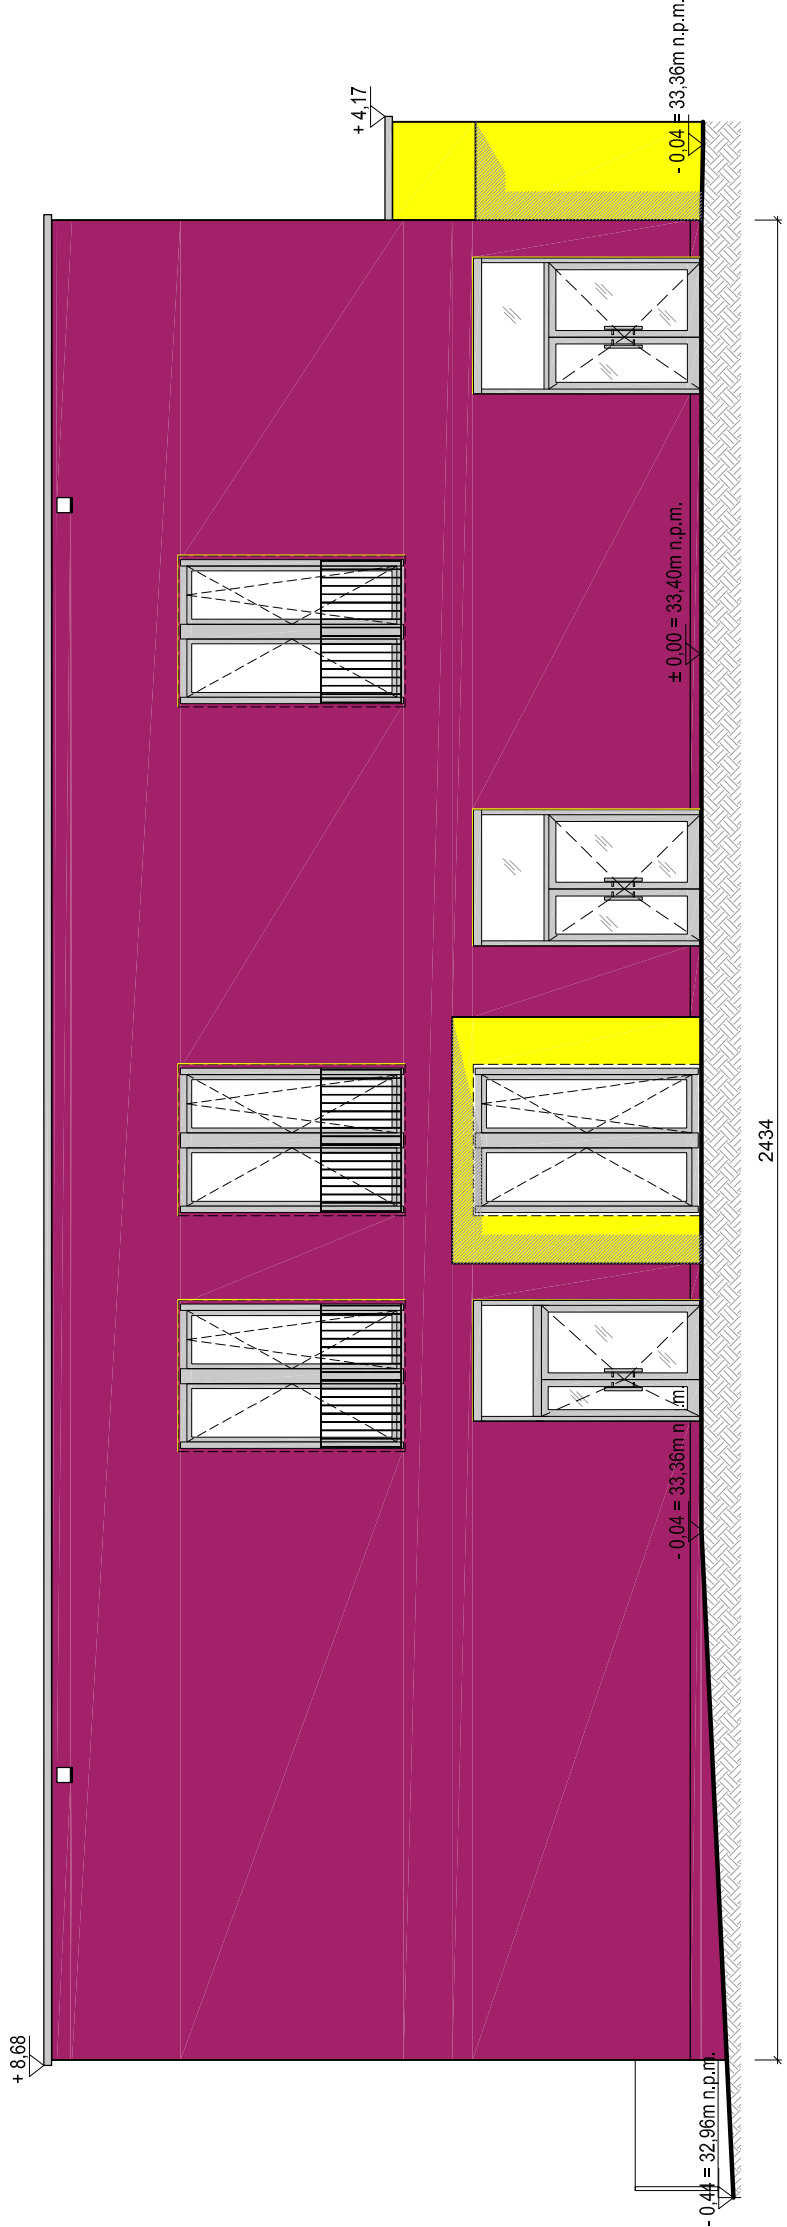 + 8,68
+ 4,17
- 0,44 = 32,96m n.p.m.
- 0,04 = 33,36m n.p.m.
± 0,00 = 33,40m n.p.m.
- 0,04 = 33,36m n.p.m.
2434